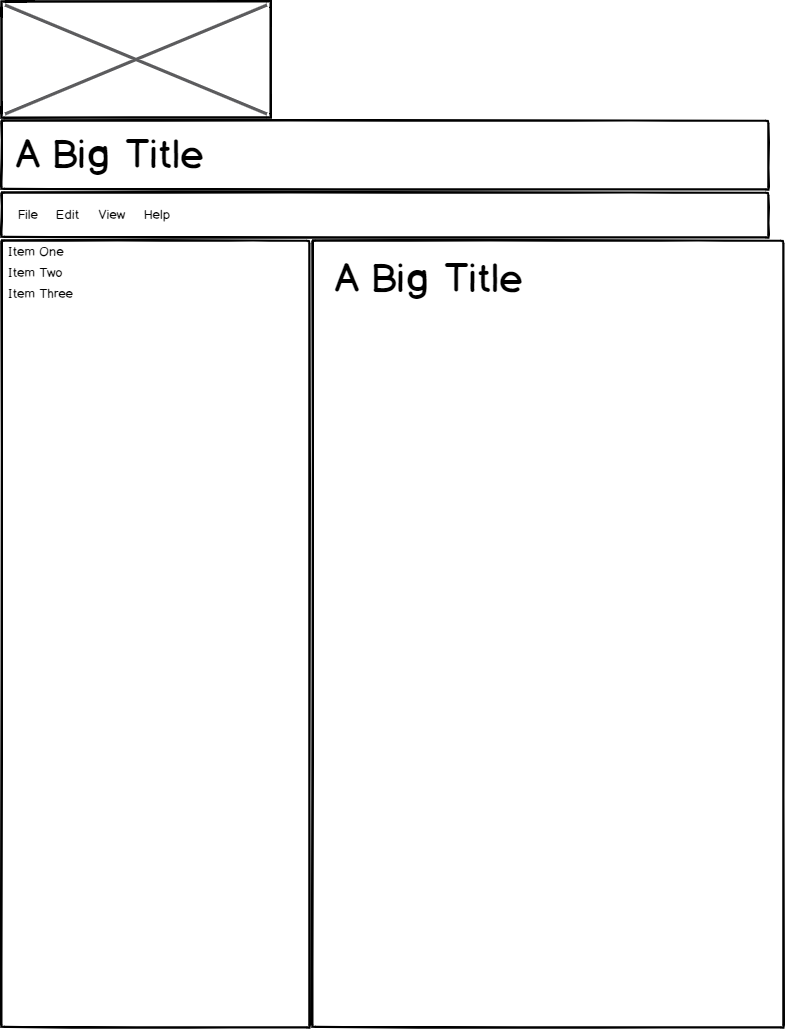 A Big Title
File Edit View Help
Item One
Item Two
Item Three
A Big Title